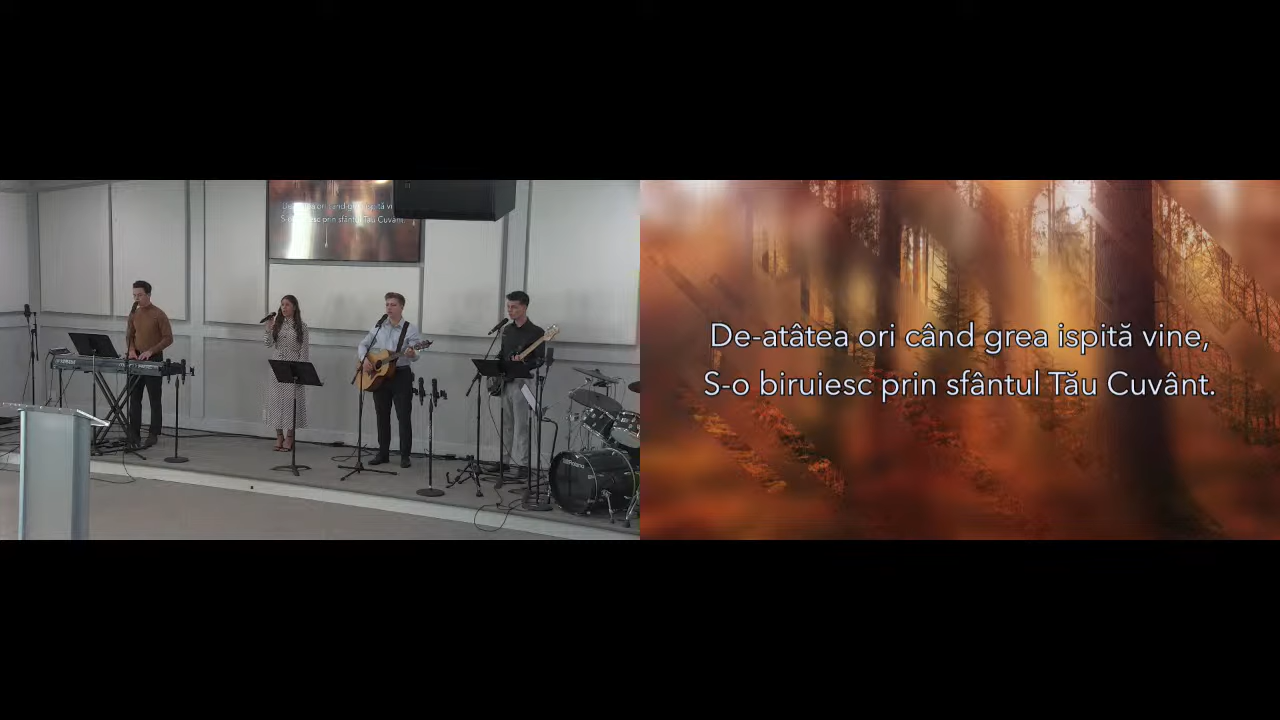 De-atâtea ori când grea ispită vine,
S-o biruiesc prin sfântul Tău Cuvânt.